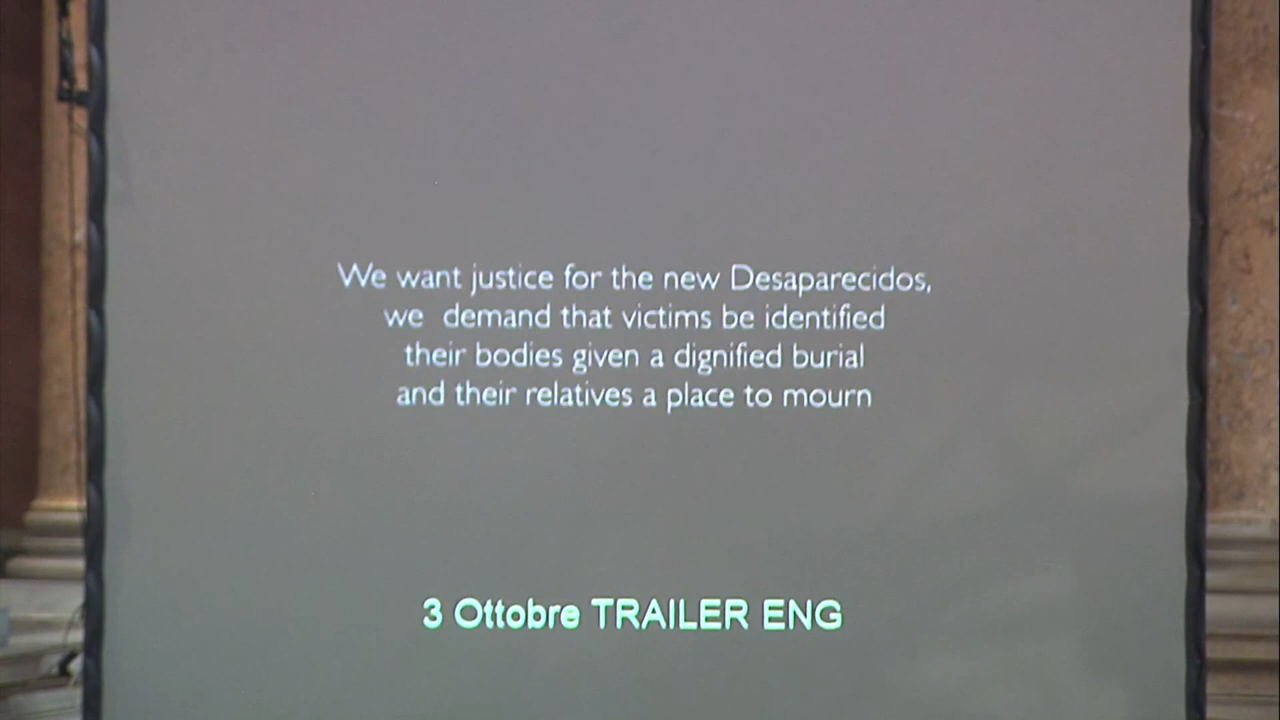 We want justice for the new Desaparecidos,
we demand that victims be identified
their bodies given a dignified burial
and their relatives a place to mourn
3 Ottobre TRAILER ENG